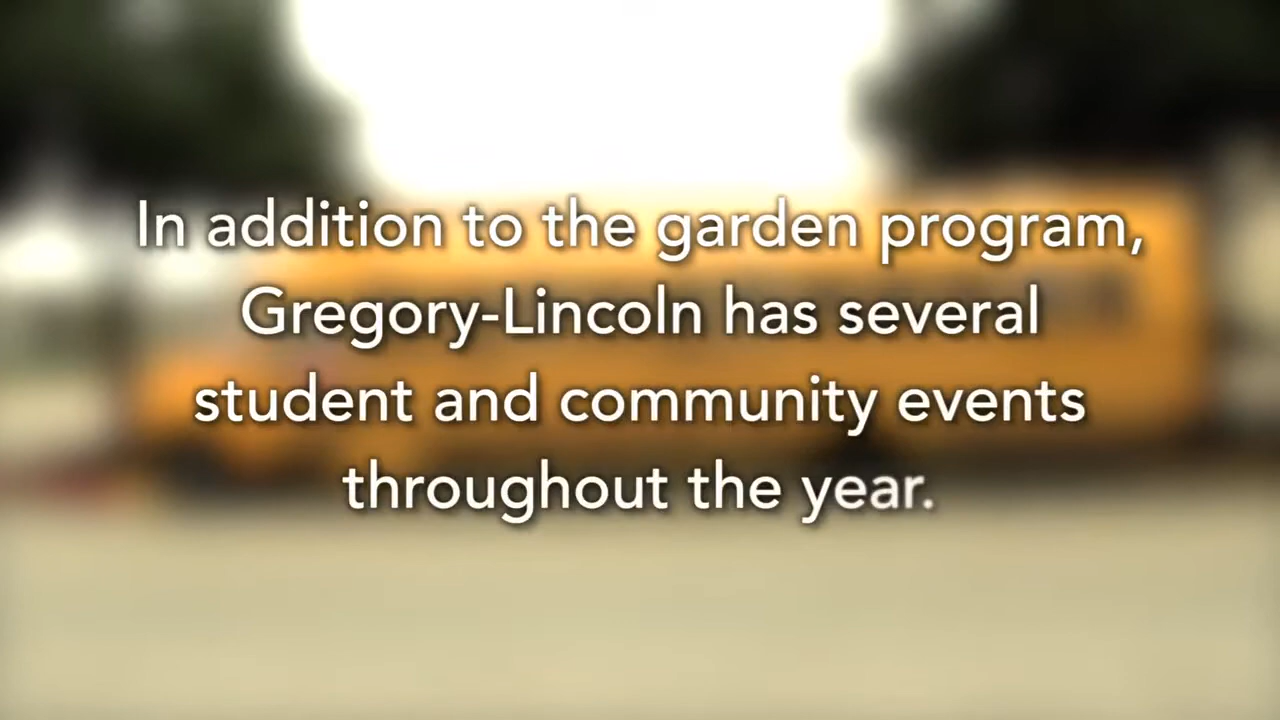 In addition to the garden program,
Gregory-Lincoln has several
student and community events
throughout the year.